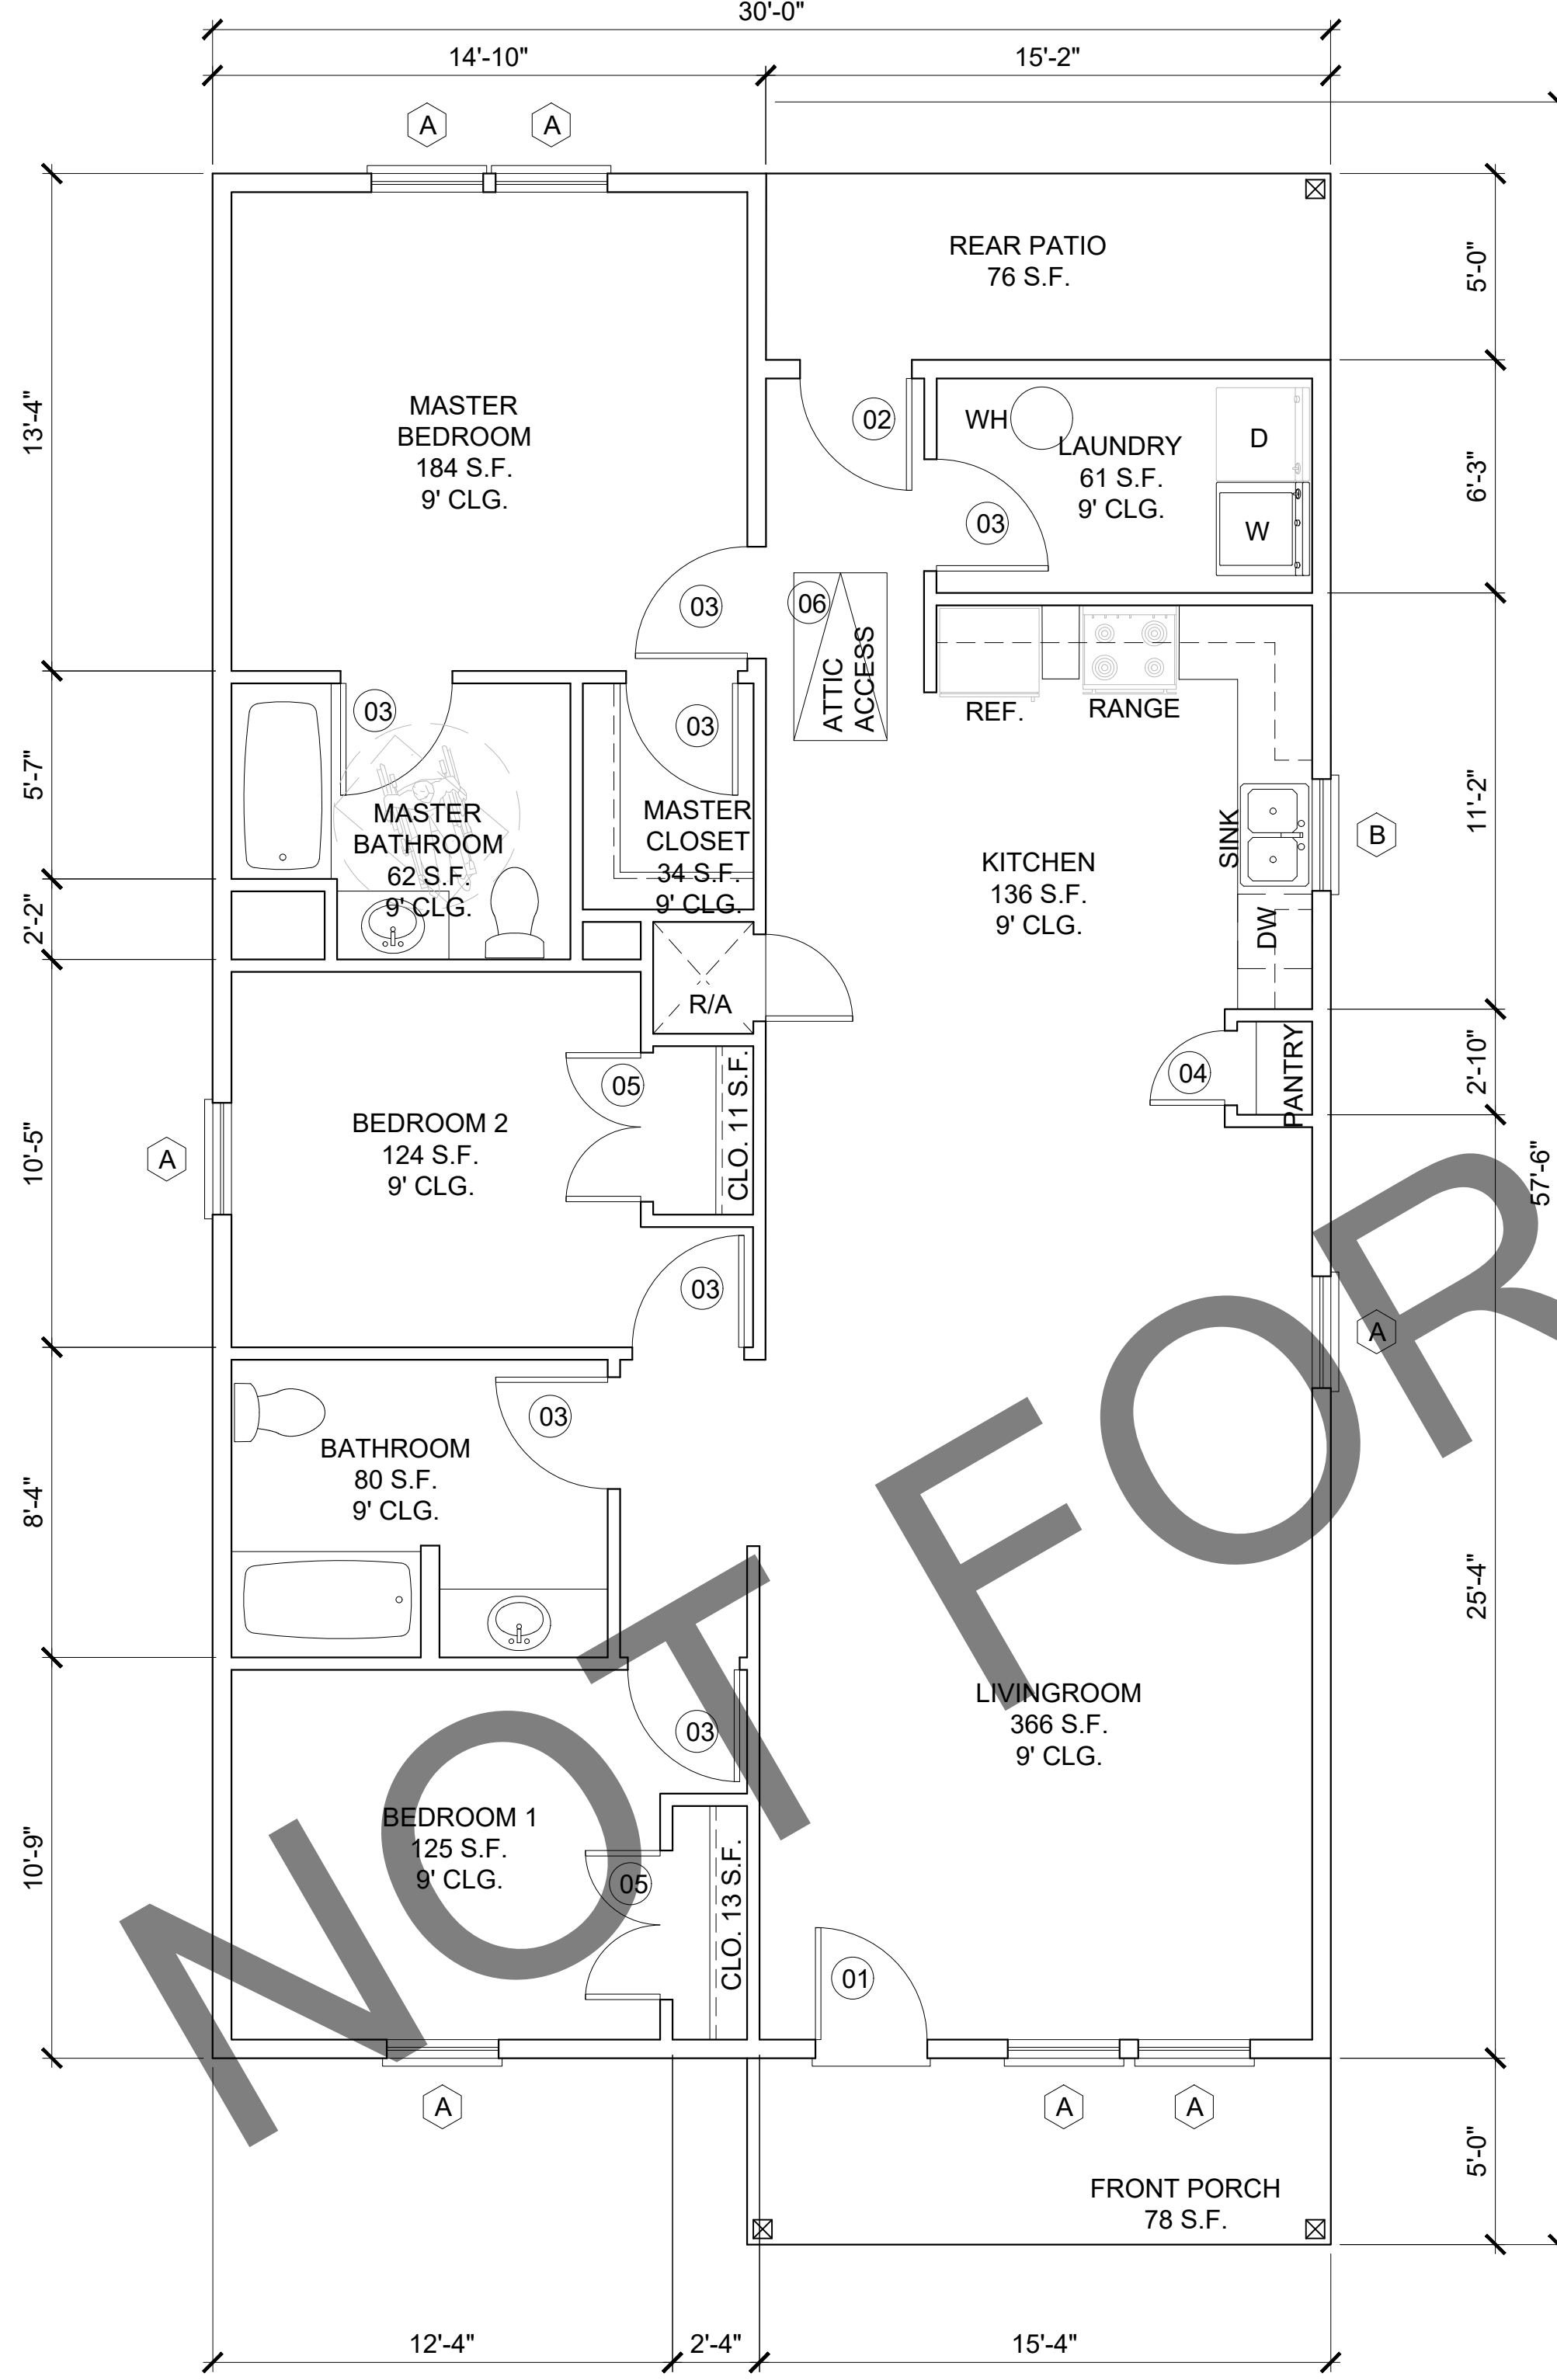 30'-0"
14'-10"
15'-2"
A
A
REAR PATIO
76 S.F.
5'-0"
13'-4"
MASTER
BEDROOM
184 S.F.
9' CLG.
02
WH
LAUNDRY
61 S.F.
9' CLG.
D
W
6'-3"
03
03
06
ATTIC
ACCESS
REF.
RANGE
03
03
5'-7"
MASTER
BATHROOM
62 S.F.
9' CLG.
MASTER
CLOSET
34 S.F.
9' CLG.
KITCHEN
136 S.F.
9' CLG.
SINK
DW
B
11'-2"
2'-2"
R/A
04
PANTRY
2'-10"
05
CLO. 11 S.F.
BEDROOM 2
124 S.F.
9' CLG.
A
10'-5"
57'-6"
03
A
03
BATHROOM
80 S.F.
9' CLG.
8'-4"
25'-4"
LIVINGROOM
366 S.F.
9' CLG.
03
BEDROOM 1
125 S.F.
9' CLG.
10'-9"
05
CLO. 13 S.F.
01
A
A
A
FRONT PORCH
78 S.F.
5'-0"
12'-4"
2'-4"
15'-4"
NOT FOR